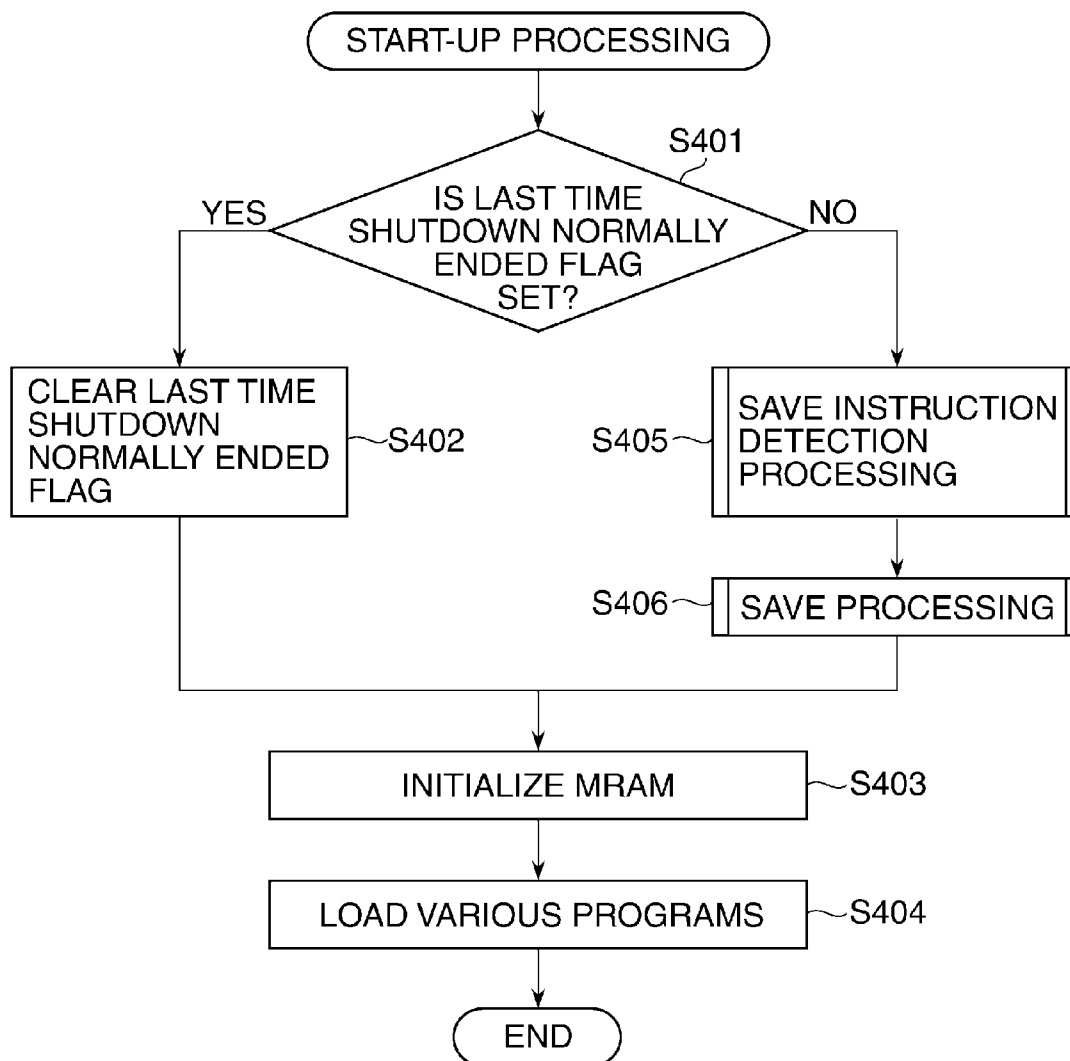 START-UP PROCESSING
S401
IS LAST TIME
SHUTDOWN NORMALLY
ENDED FLAG
SET?
YES
NO
CLEAR LAST TIME
SHUTDOWN
NORMALLY ENDED
FLAG
S402
S405
SAVE INSTRUCTION
DETECTION
PROCESSING
S406
SAVE PROCESSING
INITIALIZE MRAM
S403
LOAD VARIOUS PROGRAMS
S404
END